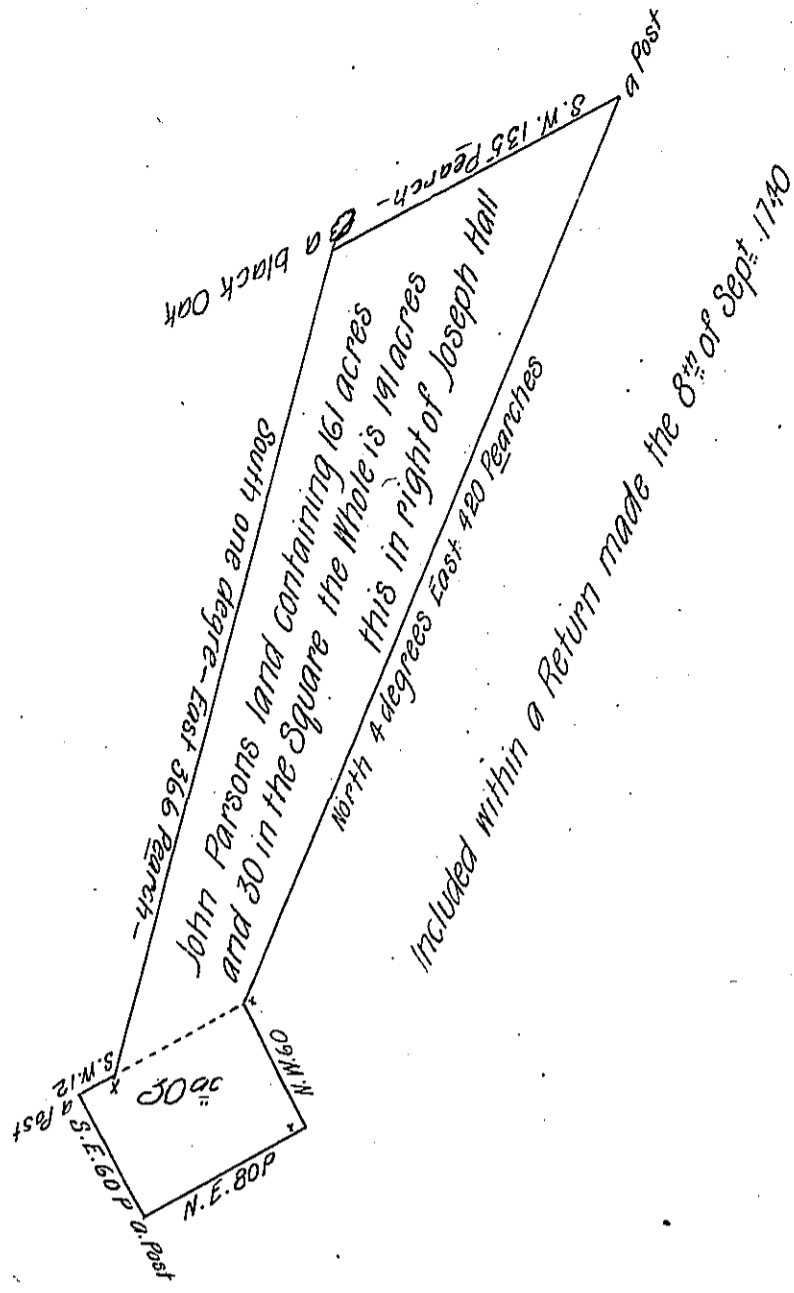 a Post
S.W. 135 Pearch-
a black Oak
South one degre-East 366 Pearch-
John Parsons land containing 161 acres
and 30 in the Square the Whole is 191 acres
this in right of Joseph Hall
North 4 degrees East 420 Pearches
Included within a Return made the 8th of Sept. 1740
S.W.12
a Post
30 ac
N.W.60
S.E.60 P
a.Post
N.E. 80P